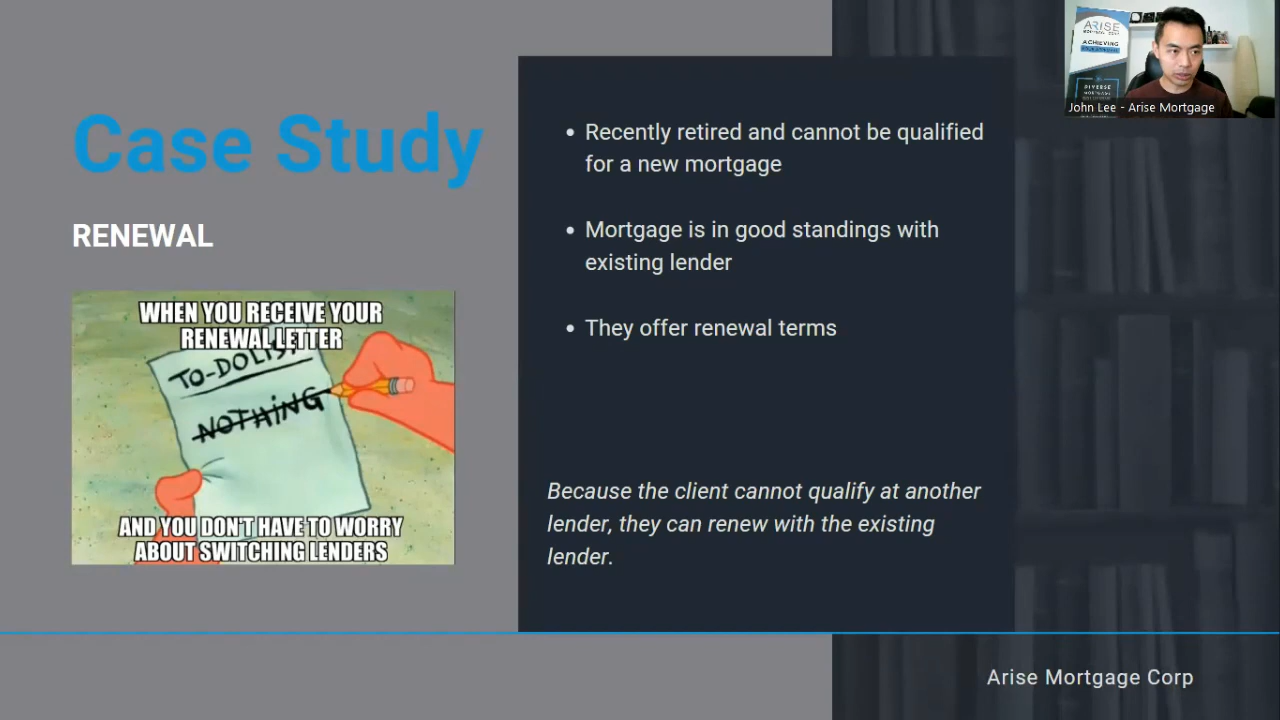 Case Study
RENEWAL
WHEN YOU RECEIVE YOUR
RENEWAL LETTER
TO-DO LIST
NOTHING
AND YOU DON'T HAVE TO WORRY
ABOUT SWITCHING LENDERS
• Recently retired and cannot be qualified
for a new mortgage
• Mortgage is in good standings with
existing lender
• They offer renewal terms
Because the client cannot qualify at another
lender, they can renew with the existing
lender.
ARISE
ACHIEVING
DIVERSE
MORTGAGE
John Lee - Arise Mortgage
Arise Mortgage Corp